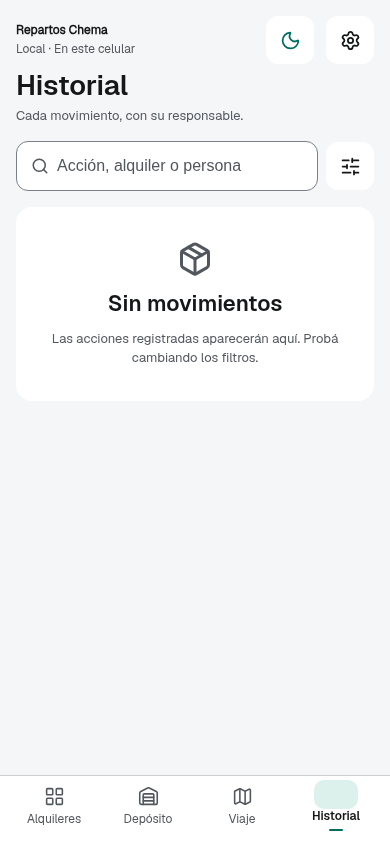 Repartos Chema
Local · En este celular
Historial
Cada movimiento, con su responsable.
Acción, alquiler o persona
Sin movimientos
Las acciones registradas aparecerán aquí. Probá
cambiando los filtros.
Alquileres
Depósito
Viaje
Historial